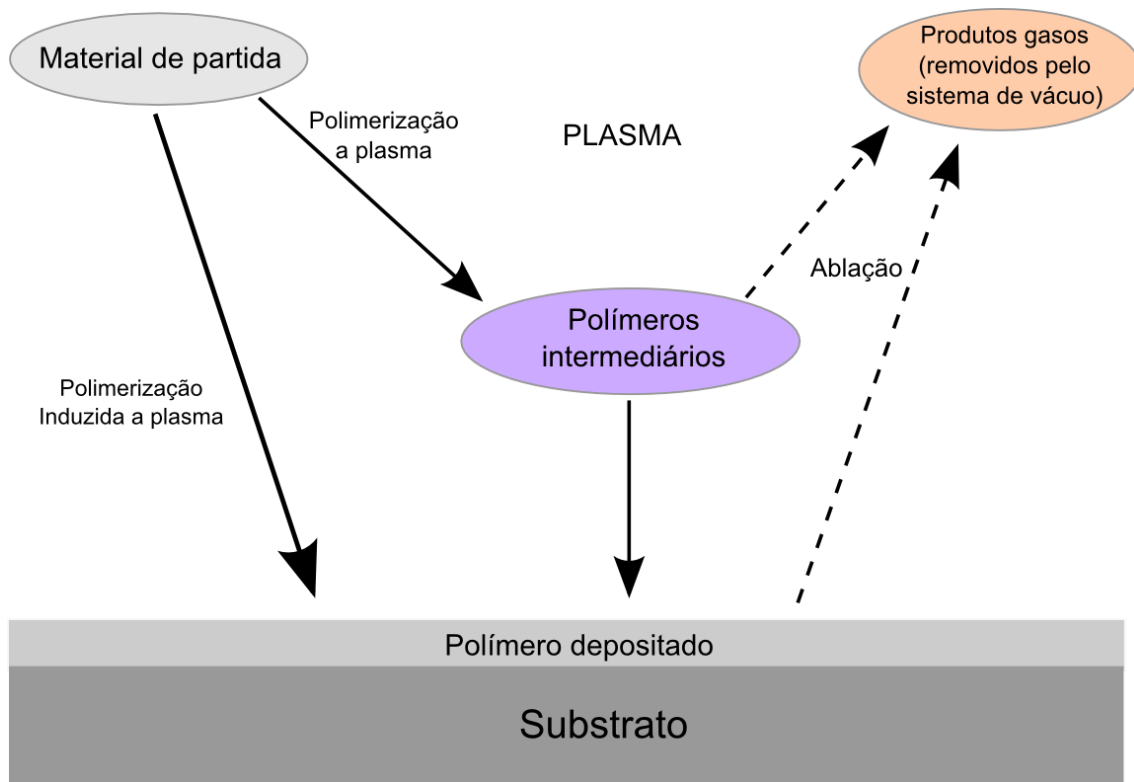 Material de partida
Produtos gasos
(removidos pelo
sistema de vácuo)
Polimerização
a plasma
PLASMA
Ablação
Polímeros
intermediários
Polimerização
Induzida a plasma
Polímero depositado
Substrato